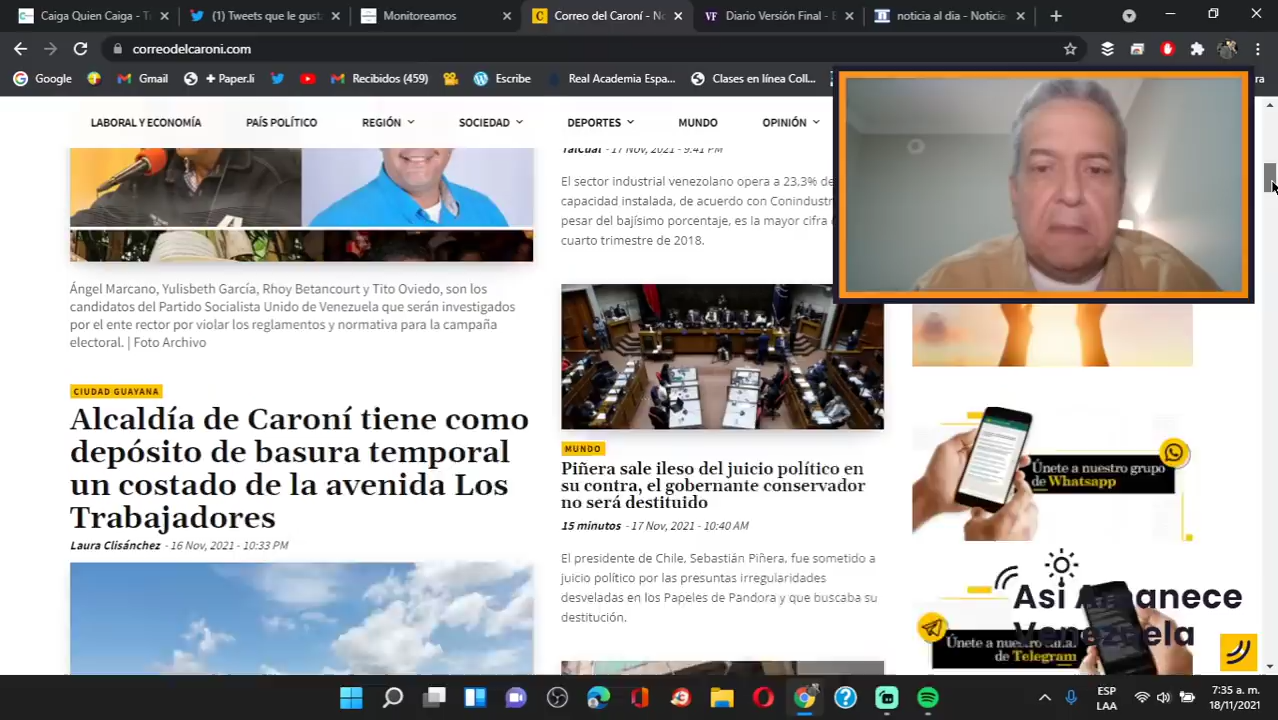 Caiga Quien Caiga - T
(1) Tweets que le gust
Monitoreamos
Correo del Caroní - No
Diario Versión Final - E
noticia al dia - Noticia
correodelcaroni.com
Google
Gmail
+ Paper.li
Recibidos (459)
Escribe
Real Academia Espa...
Clases en línea Coll...
LABORAL Y ECONOMÍA
PAÍS POLÍTICO
REGIÓN
SOCIEDAD
DEPORTES
MUNDO
OPINIÓN
TalCual - 17 Nov, 2021 - 9:41 PM
El sector industrial venezolano opera a 23,3% de
capacidad instalada, de acuerdo con Conindustr
pesar del bajísimo porcentaje, es la mayor cifra
cuarto trimestre de 2018.
Ángel Marcano, Yulisbeth García, Rhoy Betancourt y Tito Oviedo, son los
candidatos del Partido Socialista Unido de Venezuela que serán investigados
por el ente rector por violar los reglamentos y normativa para la campaña
electoral. | Foto Archivo
CIUDAD GUAYANA
Alcaldía de Caroní tiene como
depósito de basura temporal
un costado de la avenida Los
Trabajadores
Laura Clisánchez - 16 Nov, 2021 - 10:33 PM
MUNDO
Piñera sale ileso del juicio político en
su contra, el gobernante conservador
no será destituido
15 minutos - 17 Nov, 2021 - 10:40 AM
El presidente de Chile, Sebastián Piñera, fue sometido a
juicio político por las presuntas irregularidades
desveladas en los Papeles de Pandora y que buscaba su
destitución.
Únete a nuestro grupo
de Whatsapp
Así Amanece
Venezuela
Únete a nuestro
de Telegram
ESP
LAA
7:35 a. m.
18/11/2021